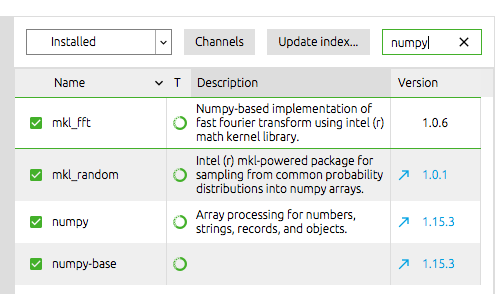 Installed Channels Update index... numpy
Name T Description Version
mkl_fft Numpy-based implementation of fast fourier transform using intel (r) math kernel library. 1.0.6
mkl_random Intel (r) mkl-powered package for sampling from common probability distributions into numpy arrays. 1.0.1
numpy Array processing for numbers, strings, records, and objects. 1.15.3
numpy-base 1.15.3